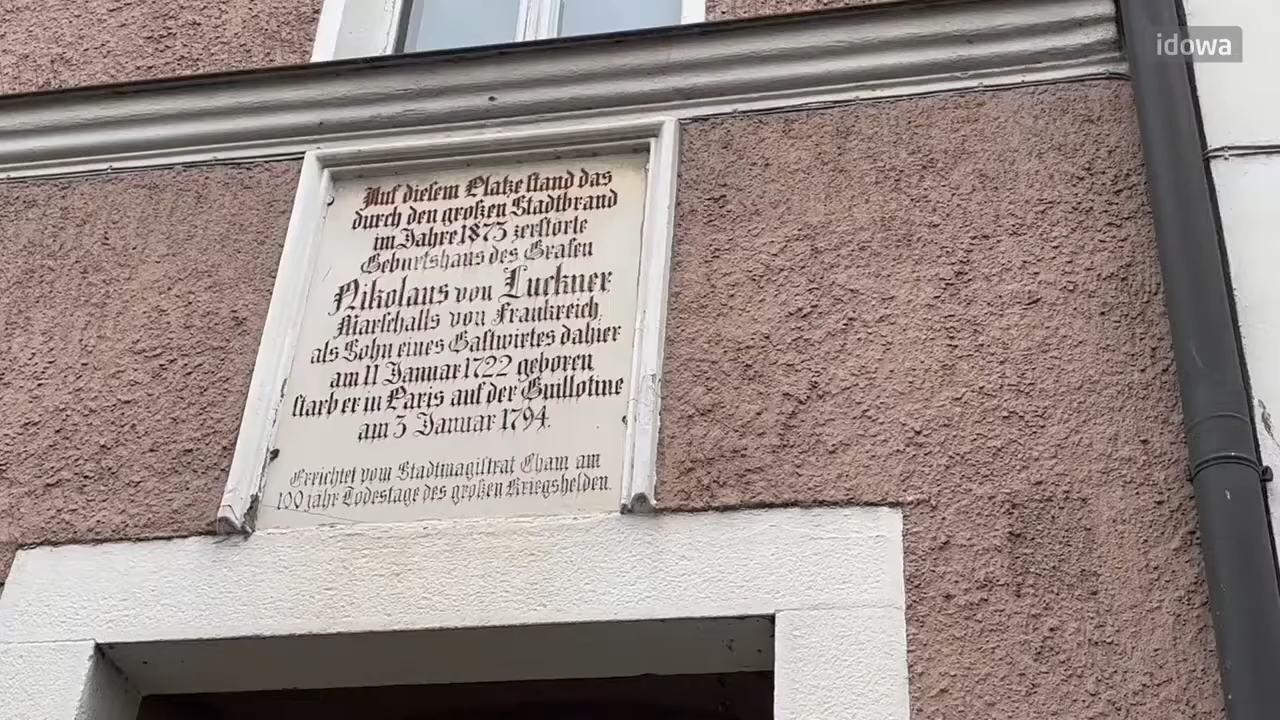 idowa
Auf diesem Platze stand das
durch den großen Stadtbrand
im Jahre 1873 zerstörte
Geburtshaus des Grafen
Nikolaus von Luckner
Marschalls von Frankreich,
als Sohn eines Gastwirtes dahier
am 11 Januar 1722 geboren
starb er in Paris auf der Guillotine
am 3 Januar 1794.
Errichtet vom Stadtmagistrat Cham am
100 jähr Todestage des großen Kriegshelden.